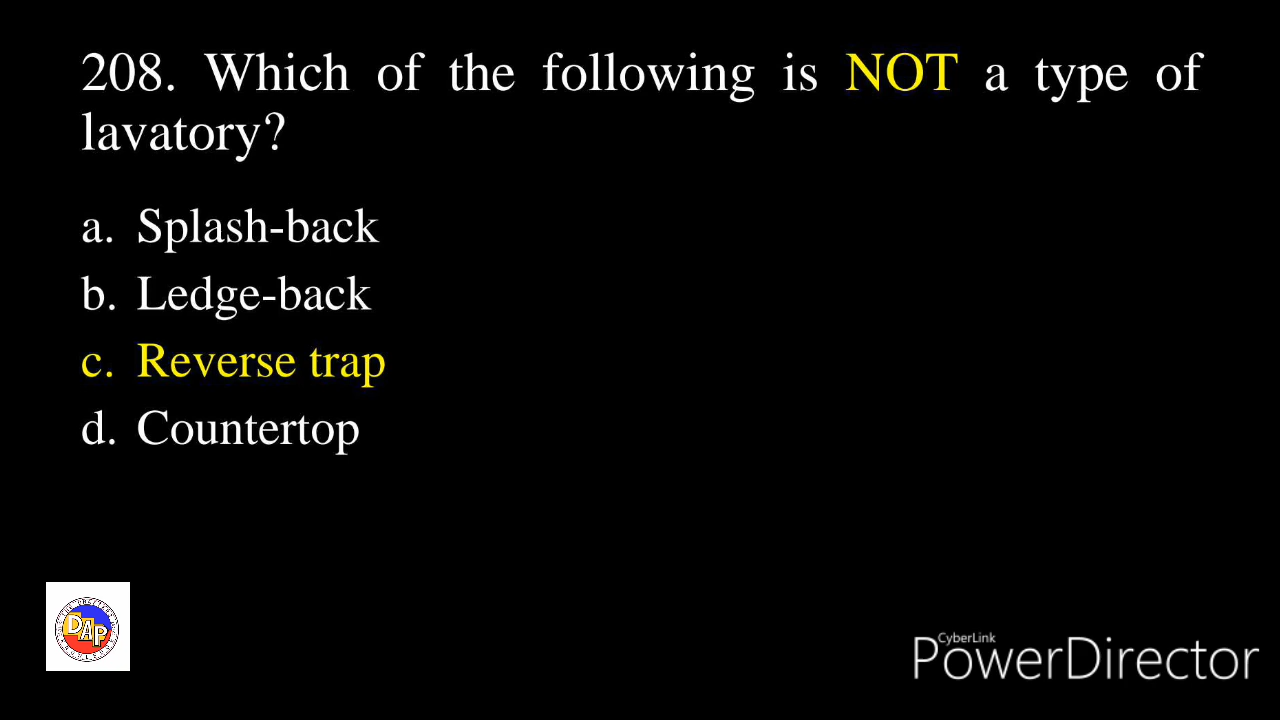 208. Which of the following is NOT a type of
lavatory?
a. Splash-back
b. Ledge-back
c. Reverse trap
d. Countertop
DAP
CyberLink
PowerDirector